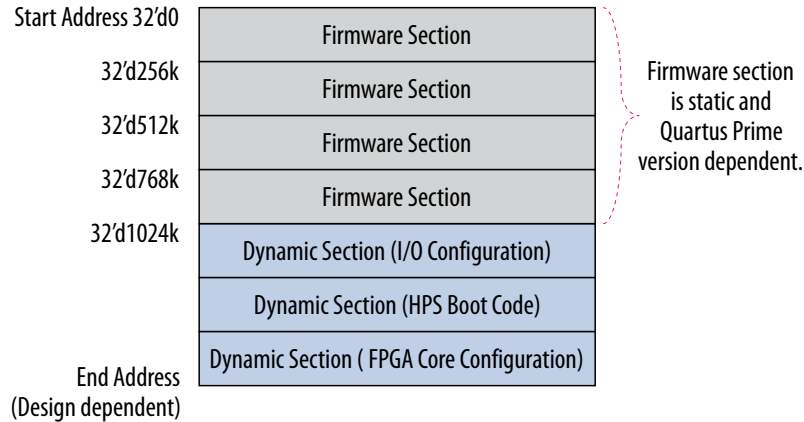 Start Address 32'd0
Firmware Section
32'd256k
Firmware Section
32'd512k
Firmware Section
32'd768k
Firmware Section
32'd1024k
Dynamic Section (I/O Configuration)
Dynamic Section (HPS Boot Code)
Dynamic Section ( FPGA Core Configuration)
End Address
(Design dependent)
Firmware section
is static and
Quartus Prime
version dependent.